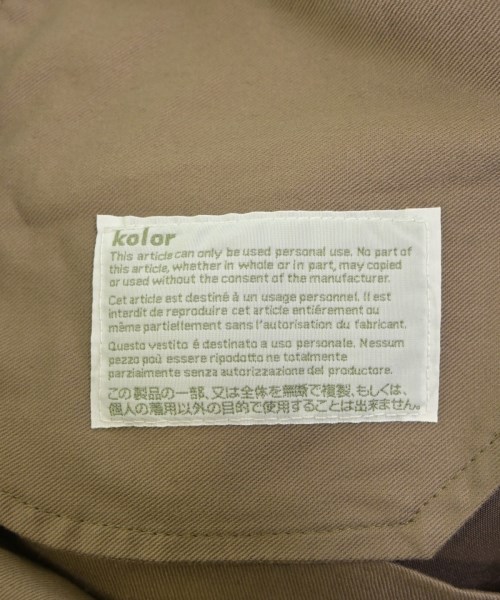 kolor
This article can only be used personal use. No part of
this article, whether in whole or in part, may copied
or used without the consent of the manufacturer.
Cet article est destiné à un usage personnel. Il est
interdit de reproduire cet article entiérement ou
même partiellement sans l'autorisation du fabricant.
Questo vestito é destinato a uso personale. Nessum
pezzo poù essere ripodotto ne totalmente
parziaimente senza autorizzazione del productore.
この製品の一部、又は全体を無断で複製、もしくは、
個人の着用以外の目的で使用することは出来ません。